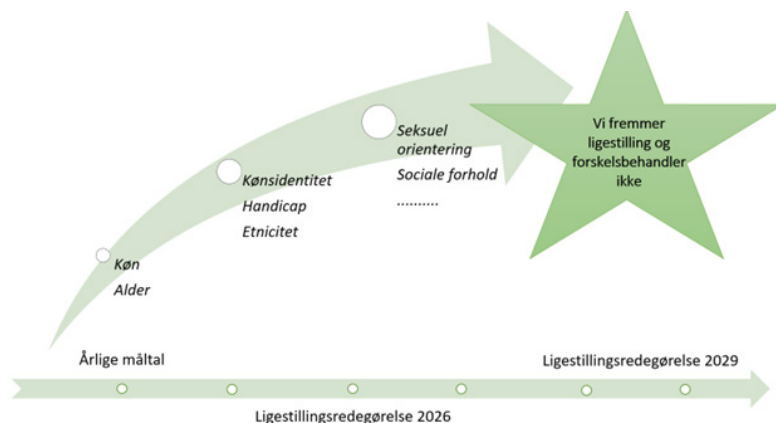 Vi fremmer
ligestilling og
forskelsbehandler
ikke
Seksuel
orientering
Sociale forhold
..........
Kønsidentitet
Handicap
Etnicitet
Køn
Alder
Årlige måltal
Ligestillingsredegørelse 2029
Ligestillingsredegørelse 2026